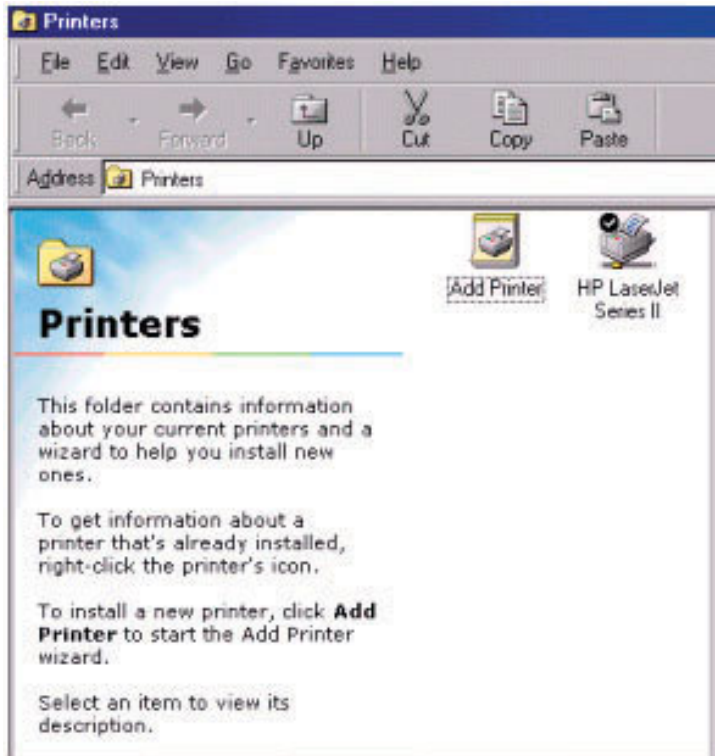 Printers
File Edit View Go Favorites Help
Back Forward Up Cut Copy Paste
Address Printers
Add Printer HP LaserJet
Series II
Printers
This folder contains information
about your current printers and a
wizard to help you install new
ones.
To get information about a
printer that's already installed,
right-click the printer's icon.
To install a new printer, click Add
Printer to start the Add Printer
wizard.
Select an item to view its
description.